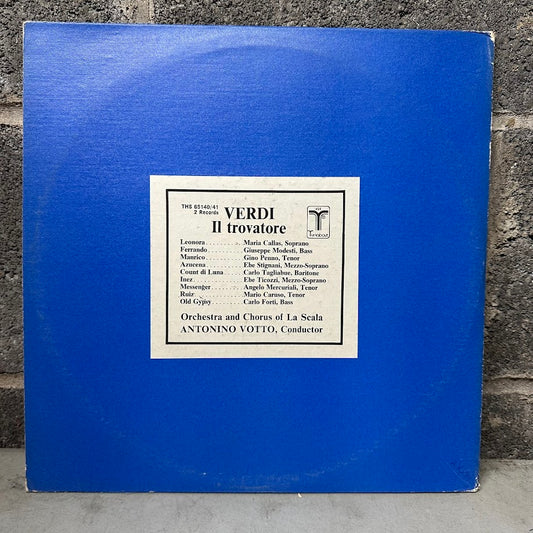 THS 65140/41
2 Records
VERDI
Il trovatore
Turnabout
Leonora . . . . . . . . . Maria Callas, Soprano
Ferrando . . . . . . . . Giuseppe Modesti, Bass
Manrico . . . . . . . . . Gino Penno, Tenor
Azucena . . . . . . . . . Ebe Stignani, Mezzo-Soprano
Count di Luna . . . . Carlo Tagliabue, Baritone
Inez . . . . . . . . . . . . Ebe Ticozzi, Mezzo-Soprano
Messenger . . . . . . . Angelo Mercuriali, Tenor
Ruiz . . . . . . . . . . . . Mario Caruso, Tenor
Old Gypsy . . . . . . . Carlo Forti, Bass
Orchestra and Chorus of La Scala
ANTONINO VOTTO, Conductor